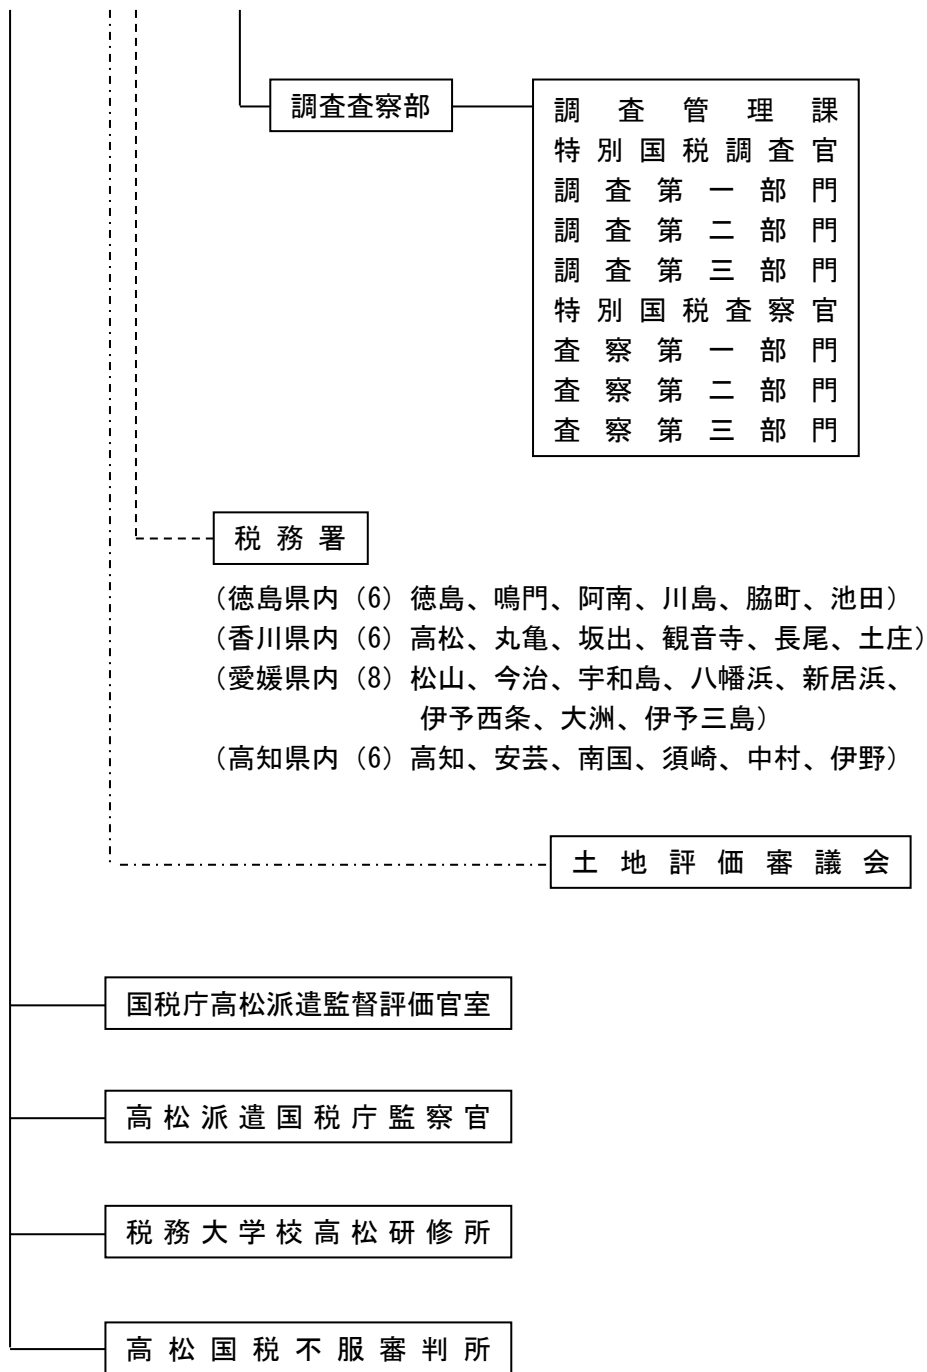 調査査察部
調査管理課
特別国税調査官
調査第一部門
調査第二部門
調査第三部門
特別国税査察官
査察第一部門
査察第二部門
査察第三部門
税務署
（徳島県内（6）徳島、鳴門、阿南、川島、脇町、池田）
（香川県内（6）高松、丸亀、坂出、観音寺、長尾、土庄）
（愛媛県内（8）松山、今治、宇和島、八幡浜、新居浜、
伊予西条、大洲、伊予三島）
（高知県内（6）高知、安芸、南国、須崎、中村、伊野）
土地評価審議会
国税庁高松派遣監督評価官室
高松派遣国税庁監察官
税務大学校高松研修所
高松国税不服審判所